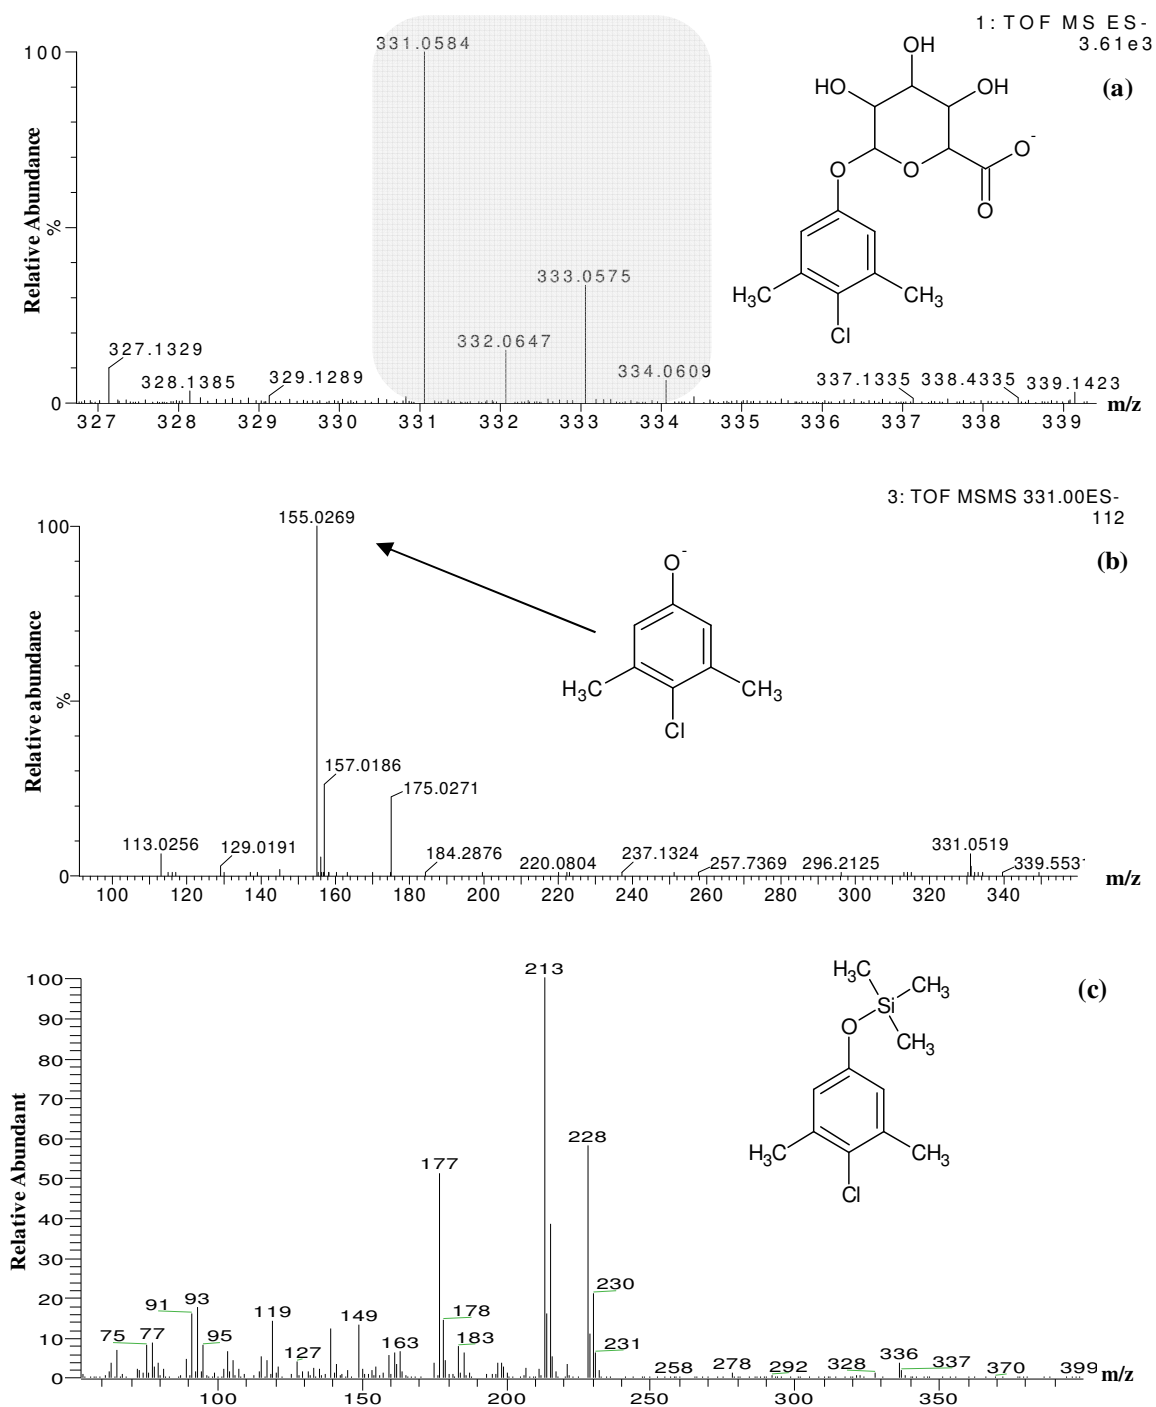 1: TOF MS ES-
3.61e3
(a)
100
%
0
Relative Abundance
331.0584
333.0575
332.0647
334.0609
327.1329
328.1385
329.1289
337.1335
338.4335
339.1423
327 328 329 330 331 332 333 334 335 336 337 338 339
m/z
OH
HO
OH
O
O
O-
O
H3C
CH3
Cl
3: TOF MSMS 331.00ES-
112
(b)
100
%
0
Relative abundance
155.0269
157.0186
175.0271
113.0256
129.0191
184.2876
220.0804
237.1324
257.7369
296.2125
331.0519
339.553
100 120 140 160 180 200 220 240 260 280 300 320 340
m/z
O-
H3C
CH3
Cl
(c)
100
90
80
70
60
50
40
30
20
10
0
Relative Abundant
213
228
177
230
231
91
93
75
77
95
119
127
149
163
178
183
258
278
292
328
336
337
370
399
100 150 200 250 300 350
m/z
H3C
Si
CH3
CH3
O
H3C
CH3
Cl